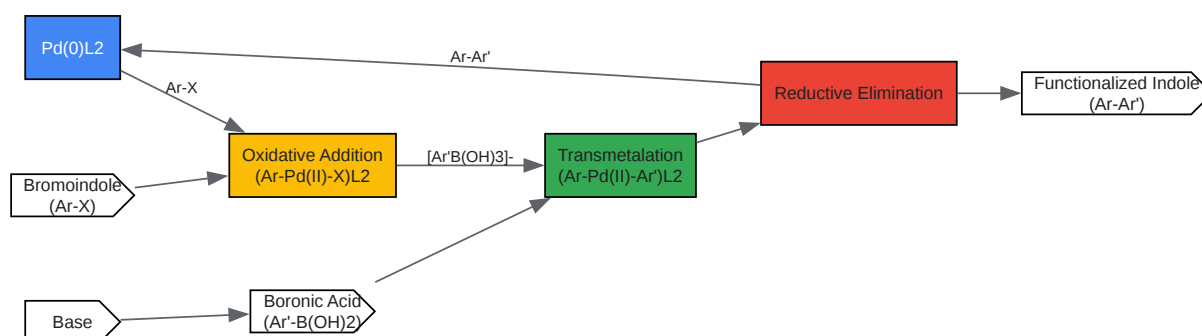 Pd(0)L2
Ar-Ar'
Ar-X
Reductive Elimination
Functionalized Indole
(Ar-Ar')
Oxidative Addition
(Ar-Pd(II)-X)L2
[Ar'B(OH)3]-
Transmetalation
(Ar-Pd(II)-Ar')L2
Bromoindole
(Ar-X)
Boronic Acid
(Ar'-B(OH)2)
Base